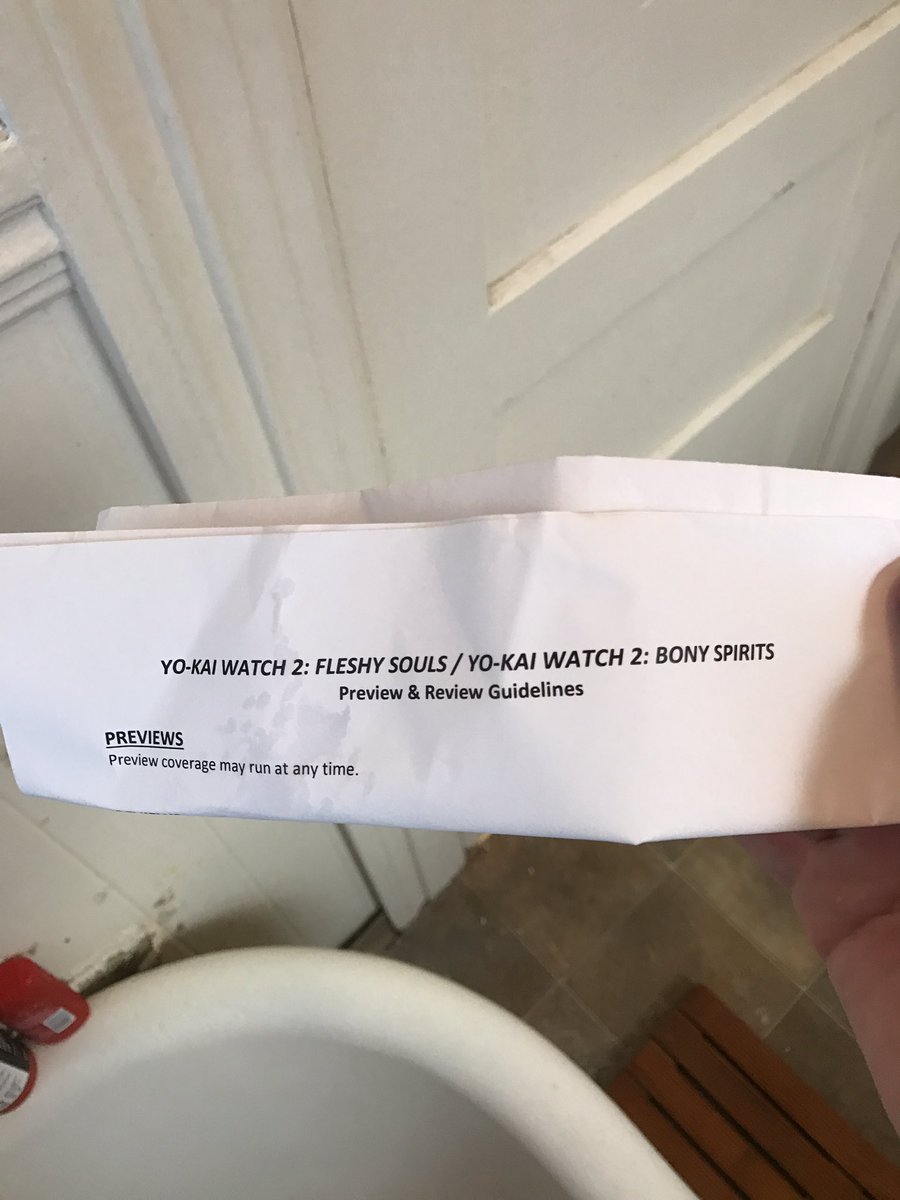 YO-KAI WATCH 2: FLESHY SOULS / YO-KAI WATCH 2: BONY SPIRITS
Preview & Review Guidelines
PREVIEWS
Preview coverage may run at any time.